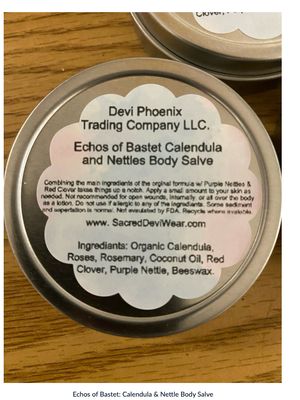 Clover,
Devi Phoenix
Trading Company LLC.
Echos of Bastet Calendula
and Nettles Body Salve
Combining the main ingredients of the orginal formula w/ Purple Nettles &
Red Clover takes things up a notch. Apply a small amount to your skin as
needed. Not recommended for open wounds, internally, or all over the body
as a lotion. Do not use if allergic to any of the ingredients. Some sediment
and seperation is normal. Not evaluated by FDA. Recycle where available.
www.SacredDeviWear.com
Ingredients: Organic Calendula,
Roses, Rosemary, Coconut Oil, Red
Clover, Purple Nettle, Beeswax.
Echos of Bastet: Calendula & Nettle Body Salve